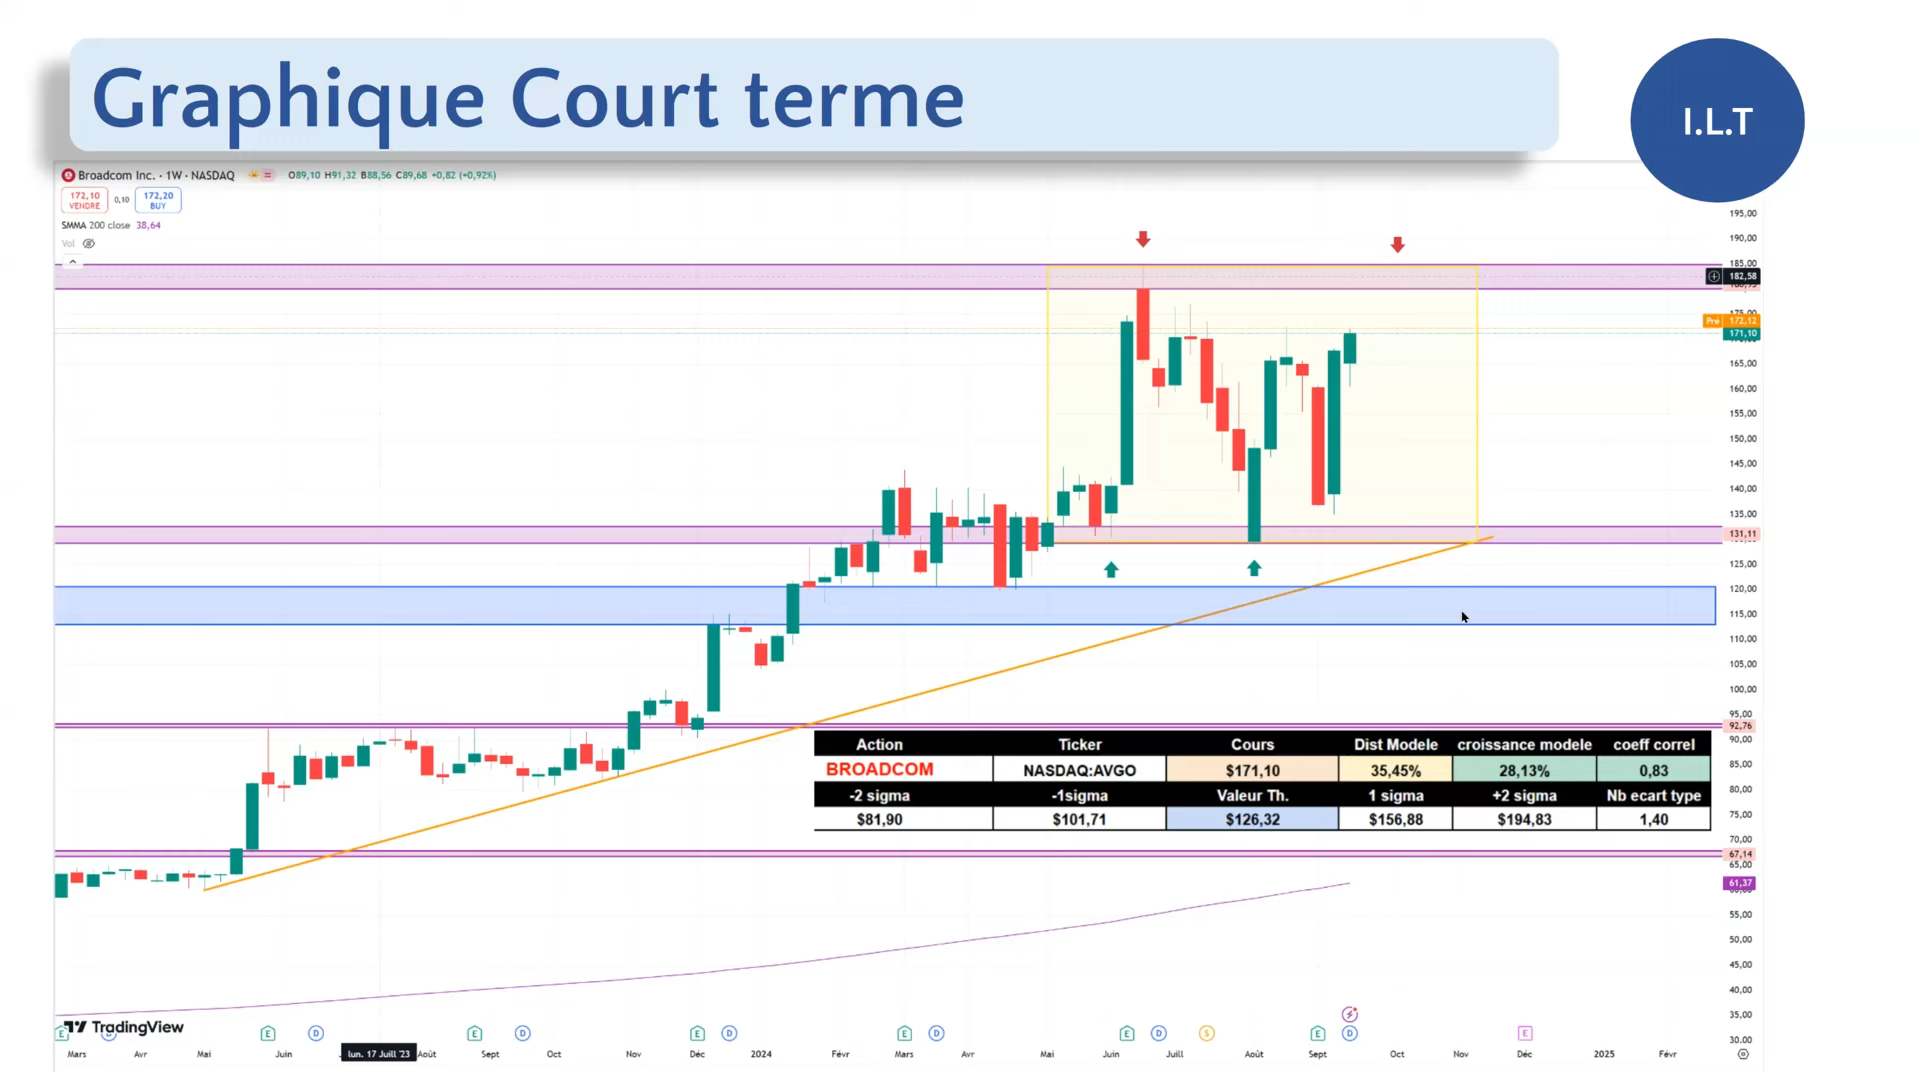 Graphique Court terme
I.L.T
Broadcom Inc. · 1W · NASDAQ O89,10 H91,32 B88,56 C89,68 +0,82 (+0,92%)
172,10 0,10 172,20
VENDRE BUY
SMMA 200 close 38,64
Vol
195,00
190,00
185,00
182,58
175,00
Pré 172,12
171,10
165,00
160,00
155,00
150,00
145,00
140,00
135,00
131,11
125,00
120,00
115,00
110,00
105,00
100,00
95,00
92,76
90,00
85,00
80,00
75,00
70,00
67,14
65,00
61,37
55,00
50,00
45,00
40,00
35,00
30.00
Action Ticker Cours Dist Modele croissance modele coeff correl
BROADCOM NASDAQ:AVGO $171,10 35,45% 28,13% 0,83
-2 sigma -1sigma Valeur Th. 1 sigma +2 sigma Nb ecart type
$81,90 $101,71 $126,32 $156,88 $194,83 1,40
TradingView
E D E D E D E D E D S E D E
Mars Avr Mai Juin lun. 17 Juill '23 Août Sept Oct Nov Déc 2024 Févr Mars Avr Mai Juin Juill Août Sept Oct Nov Déc 2025 Févr